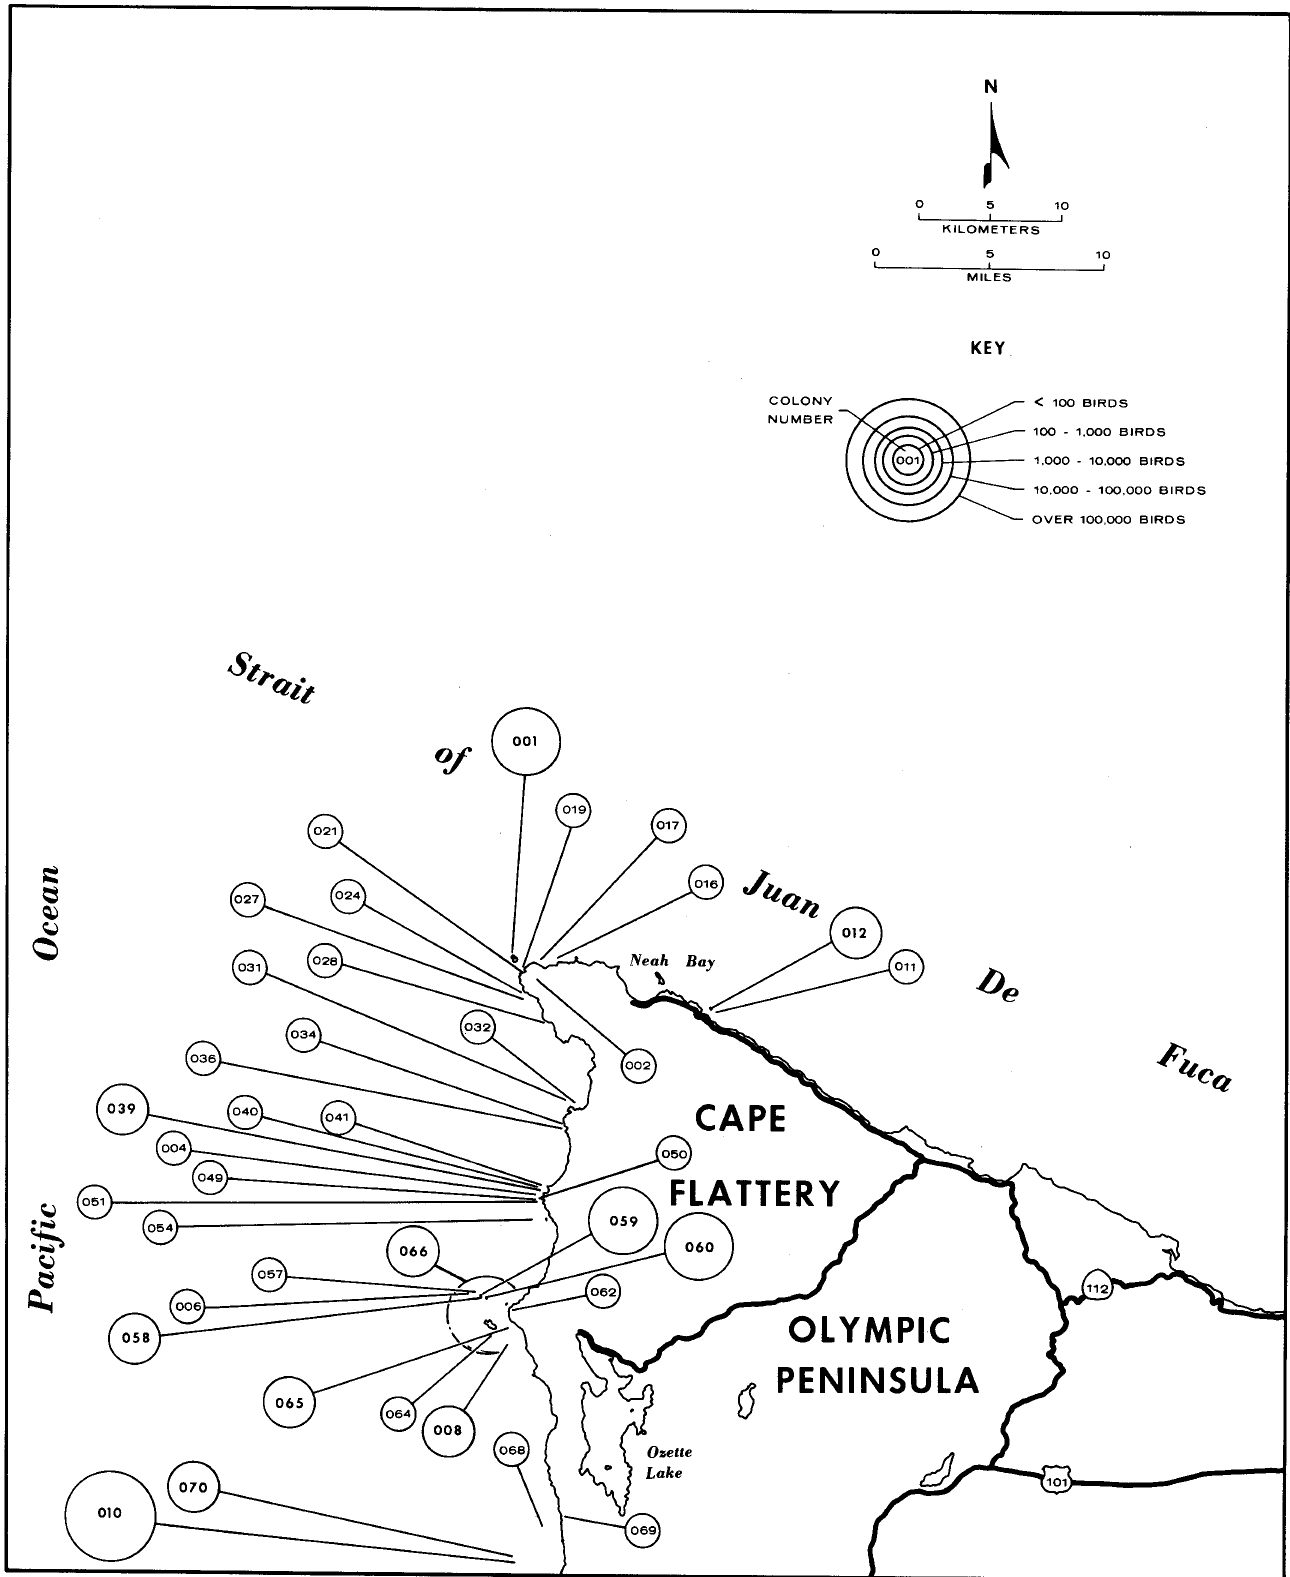 N
0 5 10
KILOMETERS
0 5 10
MILES
KEY
COLONY
NUMBER
001
< 100 BIRDS
100 - 1,000 BIRDS
1,000 - 10,000 BIRDS
10,000 - 100,000 BIRDS
OVER 100,000 BIRDS
Strait
of
Juan
De
Fuca
Pacific
Ocean
001
019
017
021
016
024
027
012
Neah Bay
011
028
031
032
034
036
002
039
040
041
CAPE
FLATTERY
004
050
049
051
054
059
060
066
057
006
062
112
058
OLYMPIC
PENINSULA
065
064
008
068
Ozette
Lake
101
070
010
069